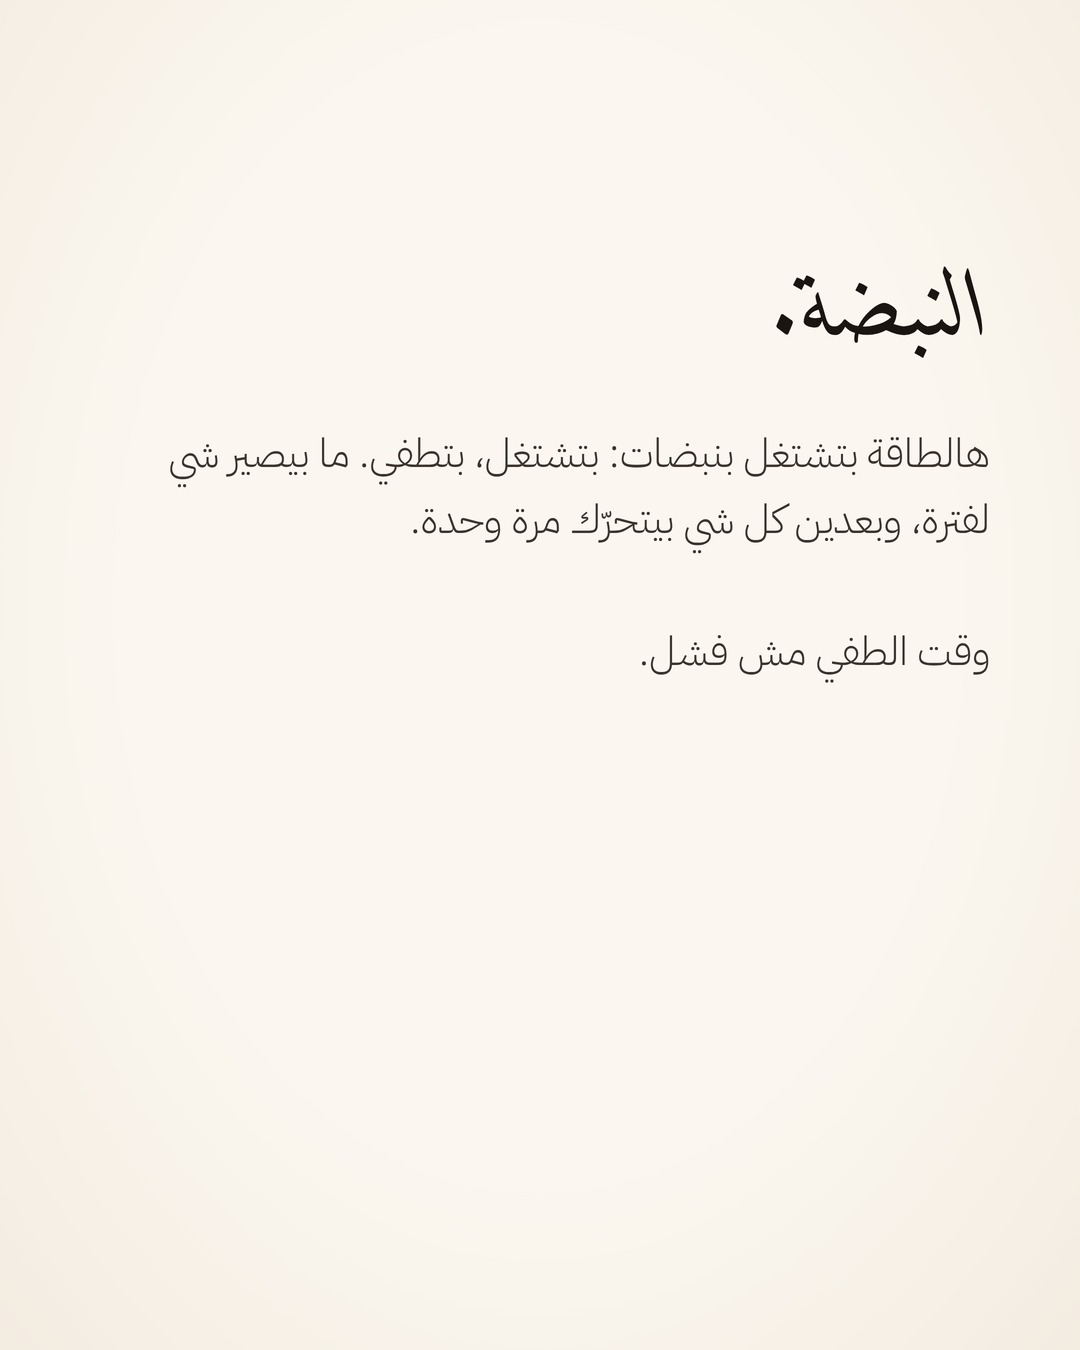 النبضة.
هالطاقة بتشتغل بنبضات: بتشتغل، بتطفي. ما بيصير شي
لفترة، وبعدين كل شي بيتحرّك مرة وحدة.
وقت الطفي مش فشل.